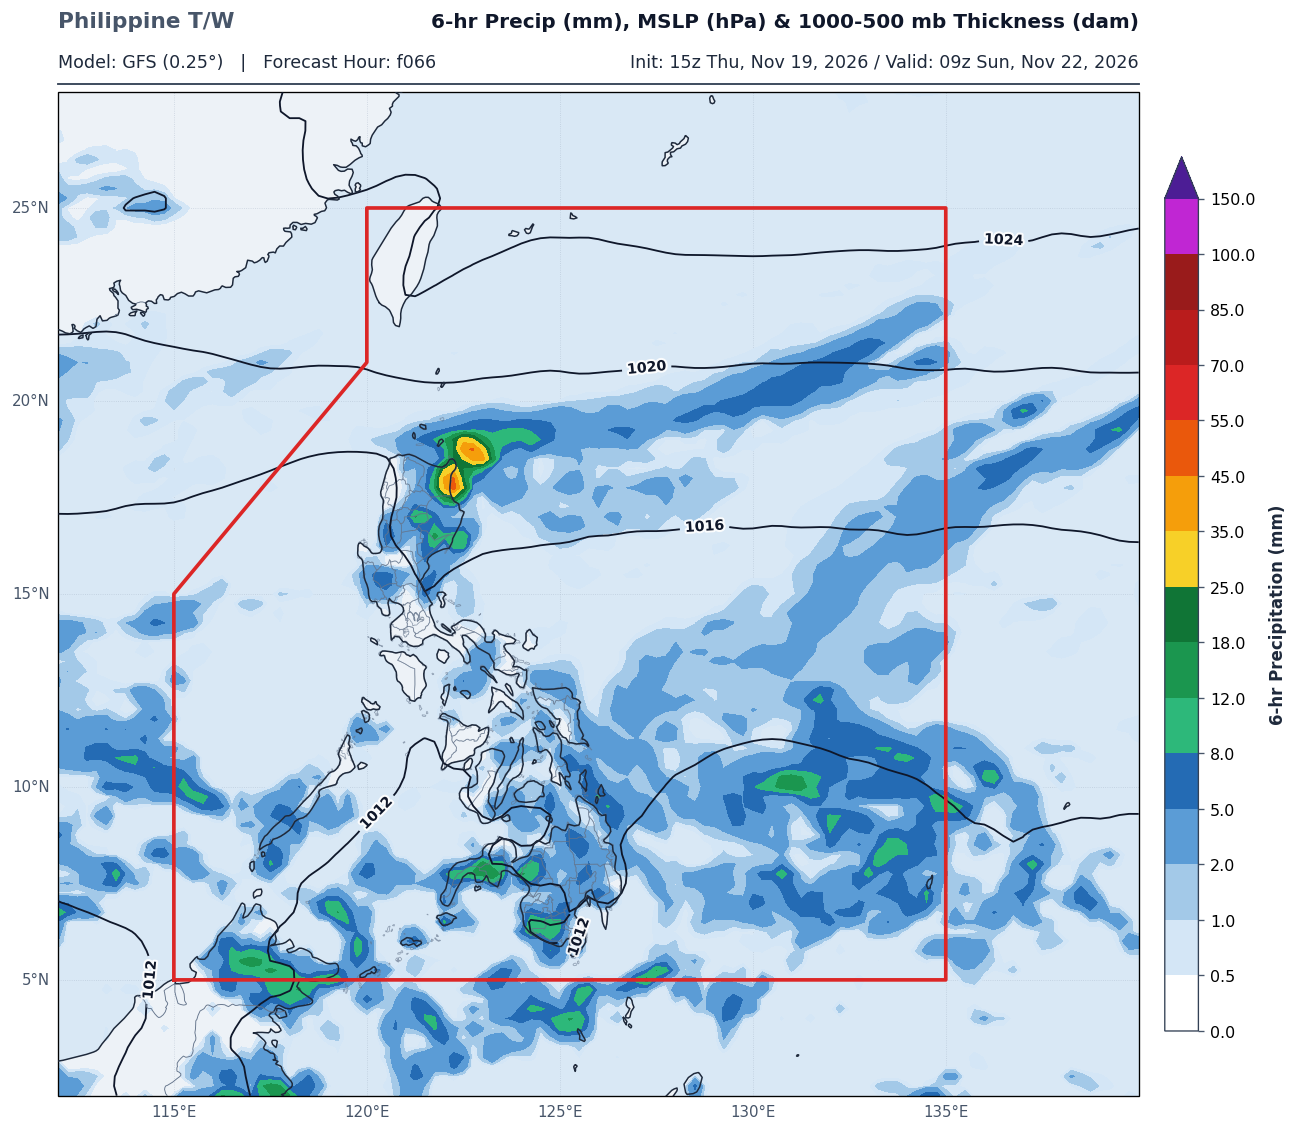 Philippine T/W
6-hr Precip (mm), MSLP (hPa) & 1000-500 mb Thickness (dam)
Model: GFS (0.25°) | Forecast Hour: f066
Init: 15z Thu, Nov 19, 2026 / Valid: 09z Sun, Nov 22, 2026
25°N
20°N
15°N
10°N
5°N
1024
1020
1016
1012
1012
1012
115°E
120°E
125°E
130°E
135°E
150.0
100.0
85.0
70.0
55.0
45.0
35.0
25.0
18.0
12.0
8.0
5.0
2.0
1.0
0.5
0.0
6-hr Precipitation (mm)